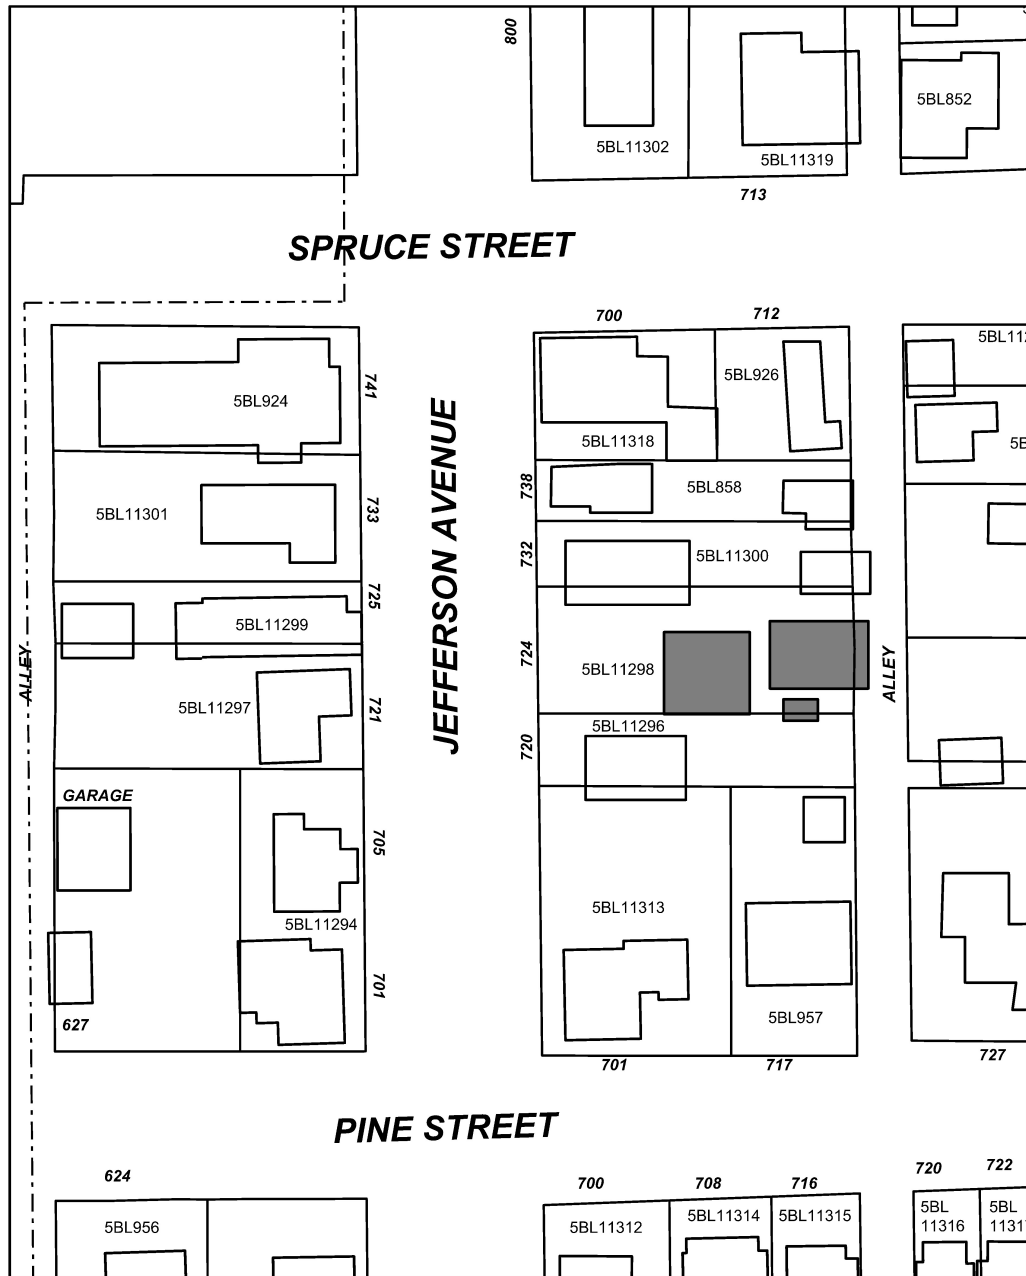 800
5BL11302
5BL11319
5BL852
713
SPRUCE STREET
700
712
5BL924
741
5BL926
5BL11318
5BL11301
733
738
5BL858
732
5BL11300
725
5BL11299
JEFFERSON AVENUE
724
5BL11298
ALLEY
ALLEY
5BL11297
721
720
5BL11296
GARAGE
705
5BL11294
701
627
5BL11313
5BL957
701
717
727
PINE STREET
624
700
708
716
720
722
5BL956
5BL11312
5BL11314
5BL11315
5BL
11316
5BL